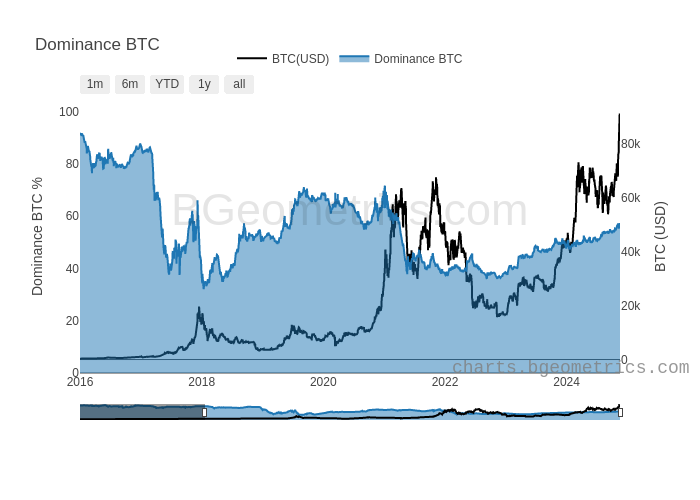 Dominance BTC
BTC(USD) Dominance BTC
1m 6m YTD 1y all
BGeometrics.com
Dominance BTC %
100
80
60
40
20
0
80k
60k
40k
20k
0
BTC (USD)
charts.bgeometrics.com
2016 2018 2020 2022 2024